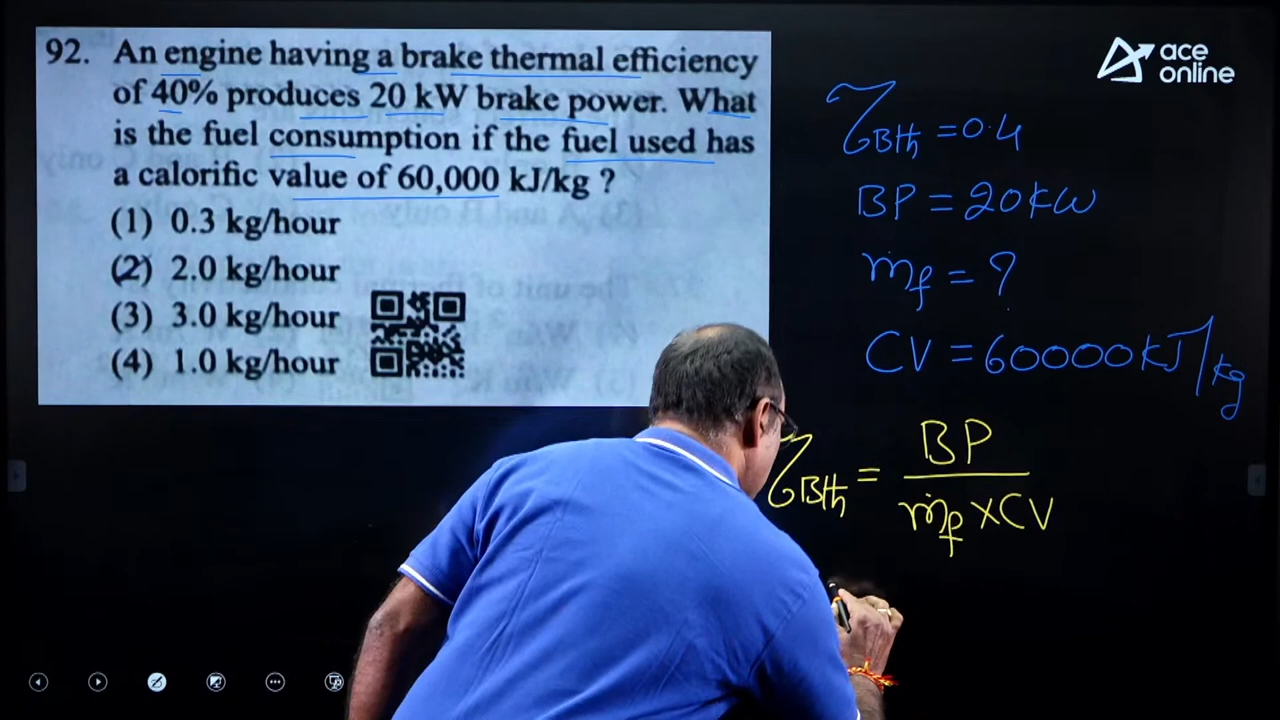 92. An engine having a brake thermal efficiency
of 40% produces 20 kW brake power. What
is the fuel consumption if the fuel used has
a calorific value of 60,000 kJ/kg ?
(1) 0.3 kg/hour
(2) 2.0 kg/hour
(3) 3.0 kg/hour
(4) 1.0 kg/hour
ace
online
ηBth = 0.4
BP = 20kW
ṁf = ?
CV = 60000kJ/kg
ηBth = BP
ṁf × CV